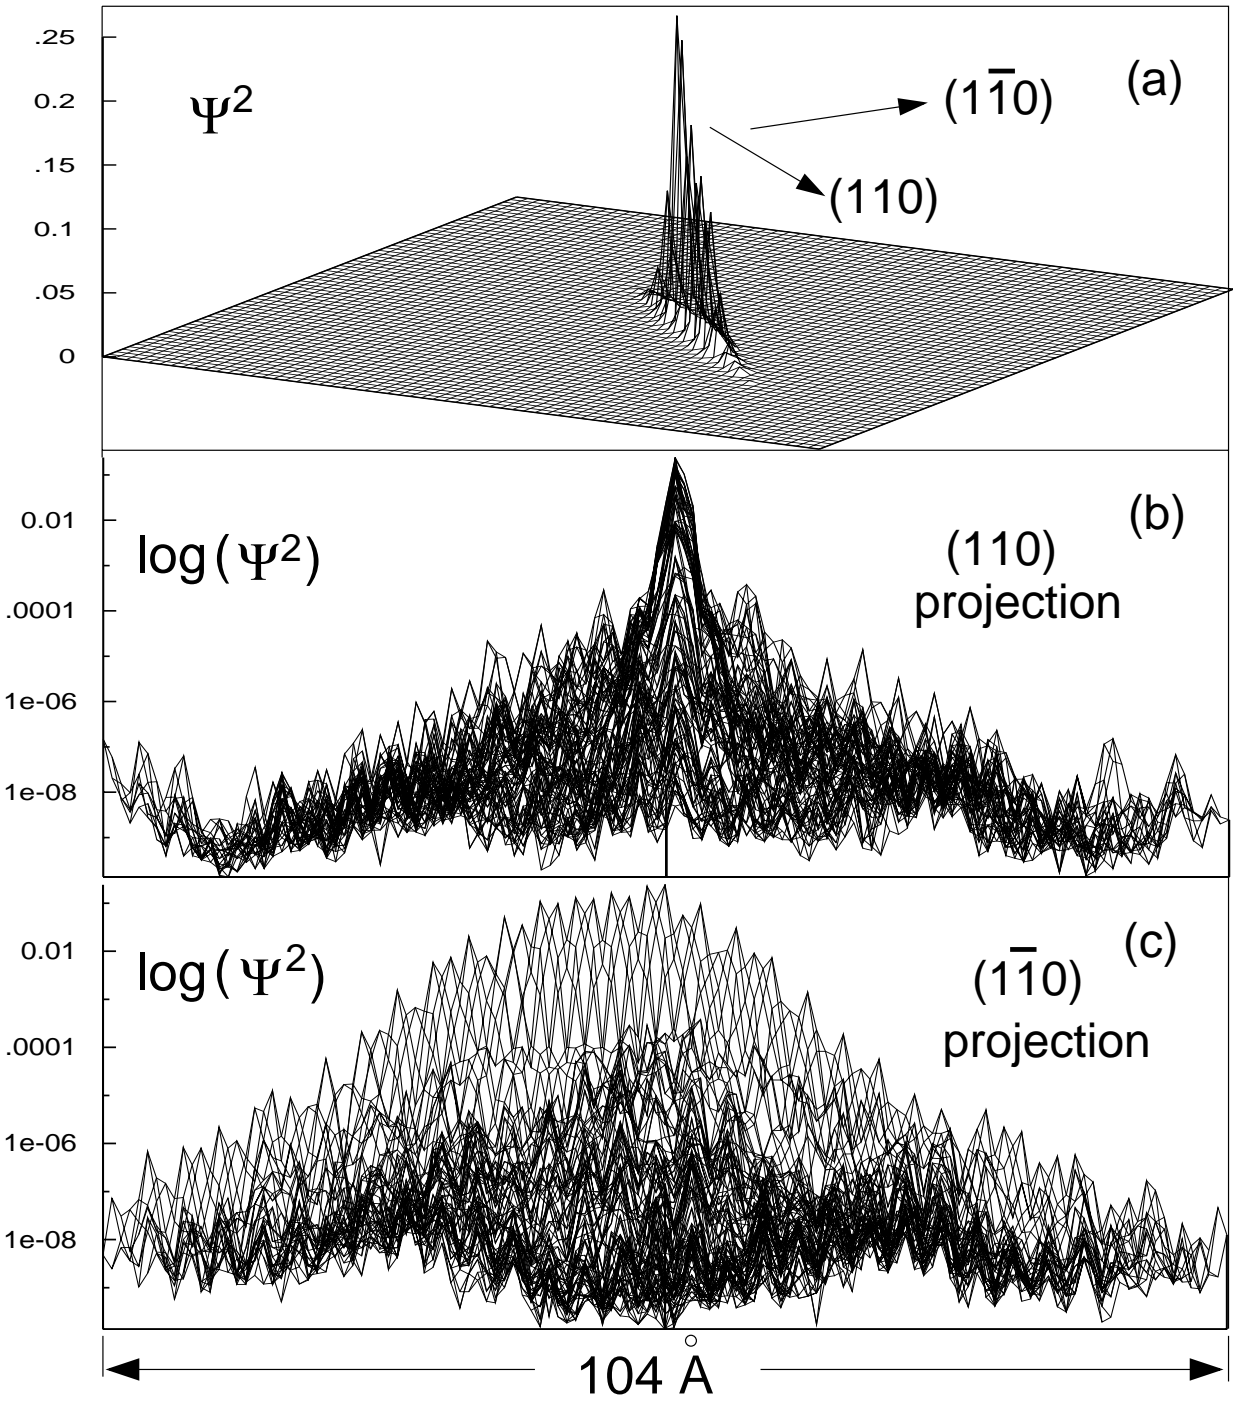 (a)
.25
Ψ²
(11̅0)
0.2
.15
(110)
0.1
.05
0
(b)
0.01
log(Ψ²)
(110)
projection
.0001
1e-06
1e-08
(c)
0.01
log(Ψ²)
(11̅0)
projection
.0001
1e-06
1e-08
104 Å